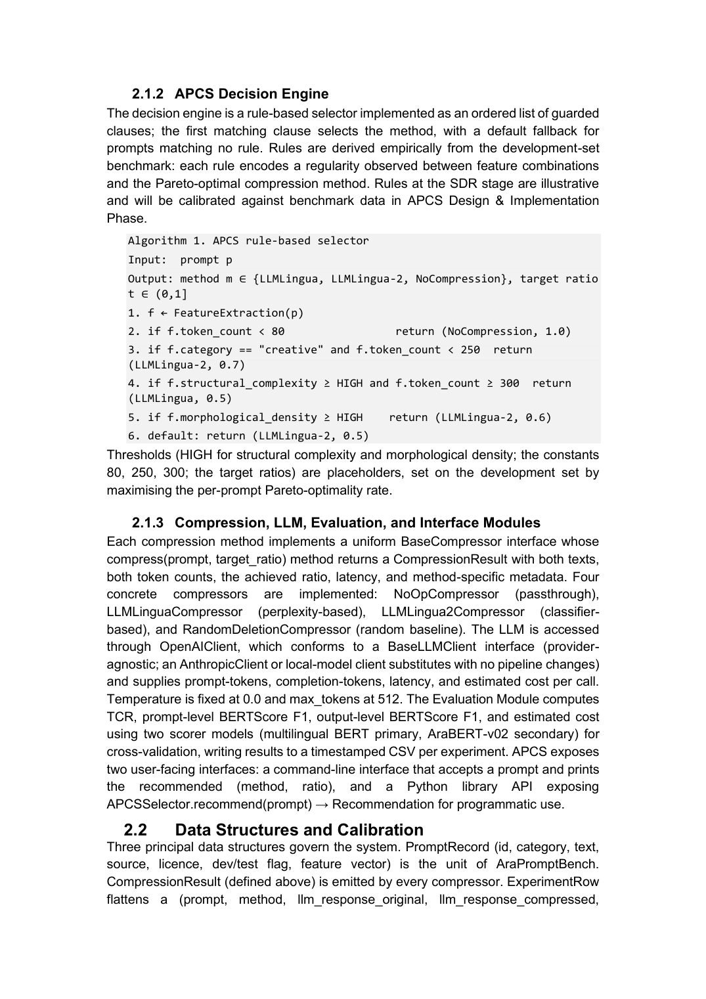 2.1.2 APCS Decision Engine
The decision engine is a rule-based selector implemented as an ordered list of guarded
clauses; the first matching clause selects the method, with a default fallback for
prompts matching no rule. Rules are derived empirically from the development-set
benchmark: each rule encodes a regularity observed between feature combinations
and the Pareto-optimal compression method. Rules at the SDR stage are illustrative
and will be calibrated against benchmark data in APCS Design & Implementation
Phase.
Algorithm 1. APCS rule-based selector
Input: prompt p
Output: method m ∈ {LLMLingua, LLMLingua-2, NoCompression}, target ratio
t ∈ (0,1]
1. f ← FeatureExtraction(p)
2. if f.token_count < 80 return (NoCompression, 1.0)
3. if f.category == "creative" and f.token_count < 250 return
(LLMLingua-2, 0.7)
4. if f.structural_complexity ≥ HIGH and f.token_count ≥ 300 return
(LLMLingua, 0.5)
5. if f.morphological_density ≥ HIGH return (LLMLingua-2, 0.6)
6. default: return (LLMLingua-2, 0.5)
Thresholds (HIGH for structural complexity and morphological density; the constants
80, 250, 300; the target ratios) are placeholders, set on the development set by
maximising the per-prompt Pareto-optimality rate.
2.1.3 Compression, LLM, Evaluation, and Interface Modules
Each compression method implements a uniform BaseCompressor interface whose
compress(prompt, target_ratio) method returns a CompressionResult with both texts,
both token counts, the achieved ratio, latency, and method-specific metadata. Four
concrete compressors are implemented: NoOpCompressor (passthrough),
LLMLinguaCompressor (perplexity-based), LLMLingua2Compressor (classifier-
based), and RandomDeletionCompressor (random baseline). The LLM is accessed
through OpenAIClient, which conforms to a BaseLLMClient interface (provider-
agnostic; an AnthropicClient or local-model client substitutes with no pipeline changes)
and supplies prompt-tokens, completion-tokens, latency, and estimated cost per call.
Temperature is fixed at 0.0 and max_tokens at 512. The Evaluation Module computes
TCR, prompt-level BERTScore F1, output-level BERTScore F1, and estimated cost
using two scorer models (multilingual BERT primary, AraBERT-v02 secondary) for
cross-validation, writing results to a timestamped CSV per experiment. APCS exposes
two user-facing interfaces: a command-line interface that accepts a prompt and prints
the recommended (method, ratio), and a Python library API exposing
APCSSelector.recommend(prompt) → Recommendation for programmatic use.
2.2 Data Structures and Calibration
Three principal data structures govern the system. PromptRecord (id, category, text,
source, licence, dev/test flag, feature vector) is the unit of AraPromptBench.
CompressionResult (defined above) is emitted by every compressor. ExperimentRow
flattens a (prompt, method, llm_response_original, llm_response_compressed,